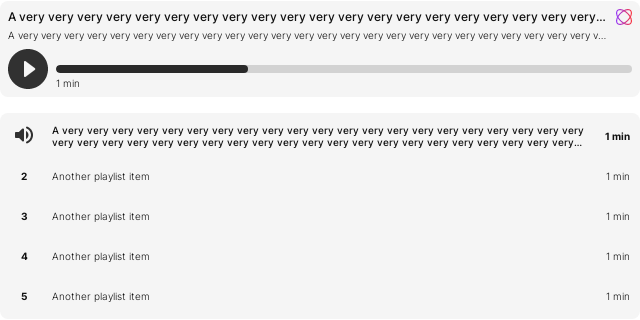 A very very very very very very very very very very very very very very very very very very very very...
A very very very very very very very very very very very very very very very very very very very very very very very very very v...
1 min
A very very very very very very very very very very very very very very very very very very very very very
very very very very very very very very very very very very very very very very very very very very very...
1 min
2 Another playlist item 1 min
3 Another playlist item 1 min
4 Another playlist item 1 min
5 Another playlist item 1 min